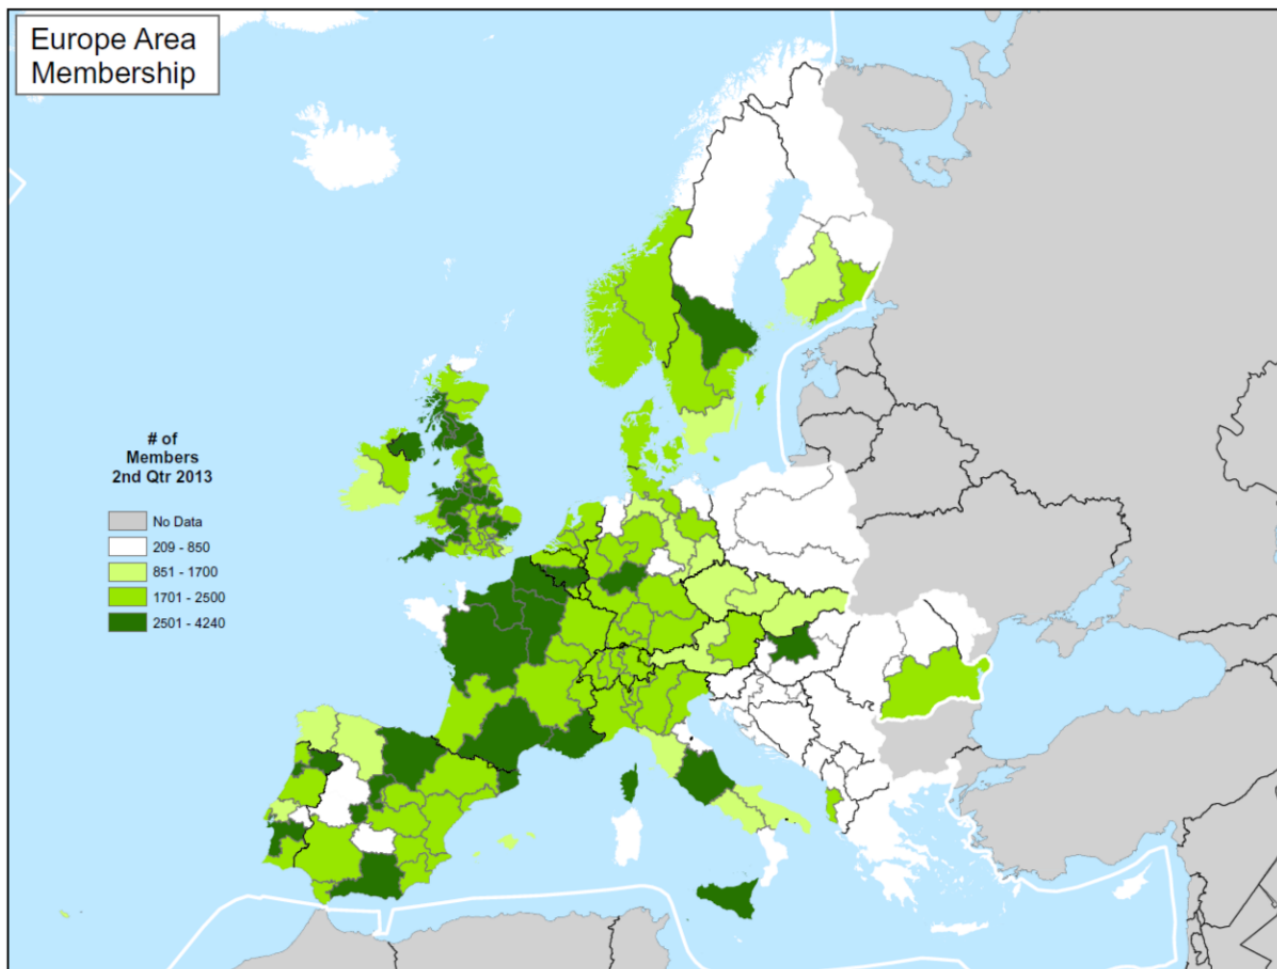 Europe Area
Membership
# of
Members
2nd Qtr 2013
No Data
209 - 850
851 - 1700
1701 - 2500
2501 - 4240